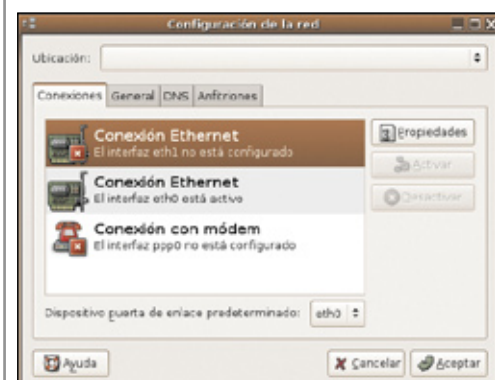 Configuración de la red
Ubicación:
Conexiones General DNS Anfitriones
Conexión Ethernet
El interfaz eth1 no está configurado
Propiedades
Activar
Conexión Ethernet
El interfaz eth0 está activo
Desactivar
Conexión con módem
El interfaz ppp0 no está configurado
Dispositivo puerta de enlace predeterminado: eth0
Ayuda Cancelar Aceptar